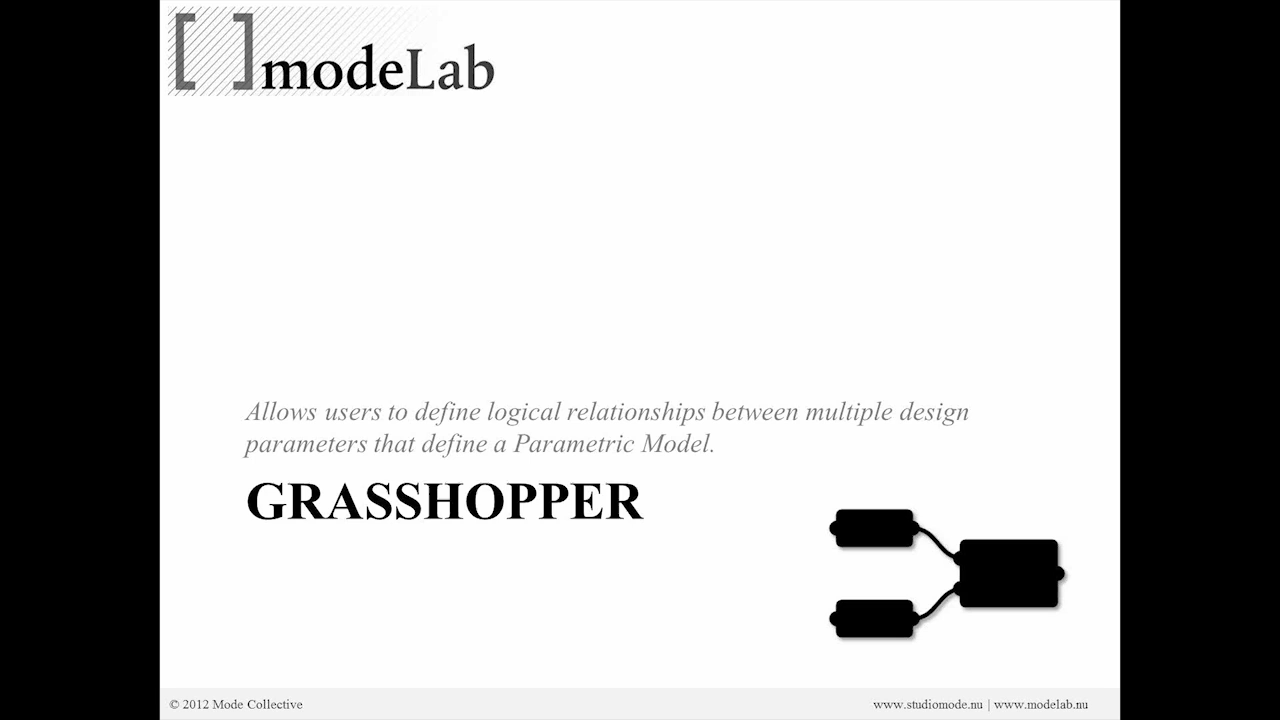 [ ]modeLab
Allows users to define logical relationships between multiple design
parameters that define a Parametric Model.
GRASSHOPPER
© 2012 Mode Collective
www.studiomode.nu | www.modelab.nu